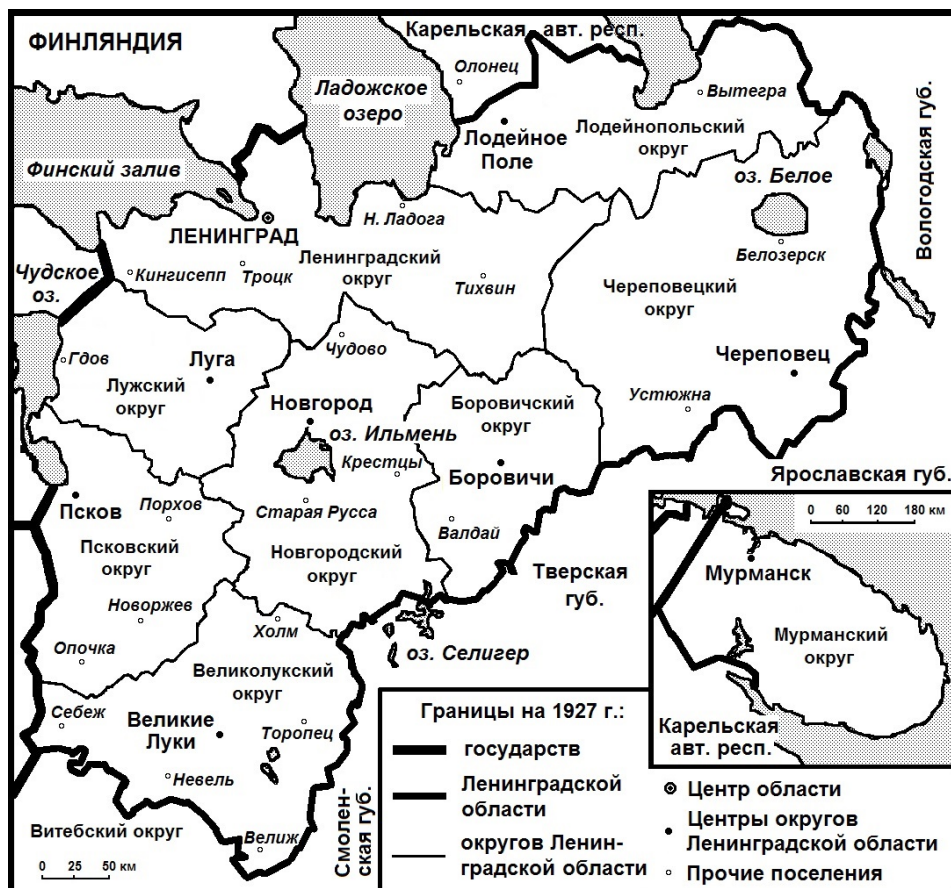 ФИНЛЯНДИЯ
Карельская авт. респ.
Олонец
Вытегра
Ладожское
озеро
Лодейное
Поле
Лодейнопольский
округ
Вологодская губ.
Финский залив
оз. Белое
Н. Ладога
ЛЕНИНГРАД
Белозерск
Чудское
оз.
Кингисепп
Троцк
Ленинградский
округ
Тихвин
Череповецкий
округ
Гдов
Луга
Чудово
Череповец
Лужский
округ
Новгород
Боровичский
округ
Устюжна
оз. Ильмень
Крестцы
Боровичи
Ярославская губ.
Псков
Порхов
Старая Русса
Валдай
0 60 120 180 км
Псковский
округ
Новгородский
округ
Тверская
губ.
Мурманск
Новоржев
Холм
Мурманский
округ
Опочка
оз. Селигер
Великолукский
округ
Себеж
Великие
Луки
Торопец
Карельская
авт. респ.
Невель
Витебский округ
Велиж
Смолен-
ская губ.
0 25 50 км
Границы на 1927 г.:
государств
Ленинградской
области
округов Ленин-
градской области
Центр области
Центры округов
Ленинградской области
Прочие поселения